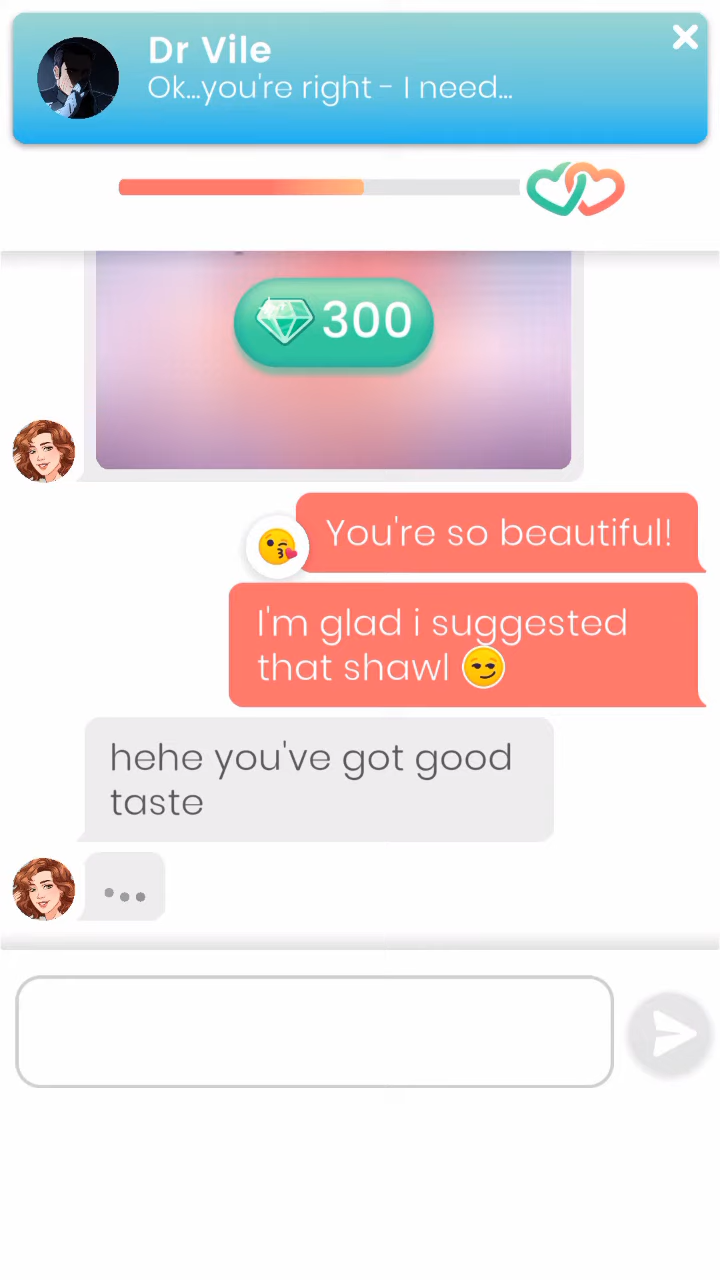 Dr Vile
Ok...you're right - I need...
300
You're so beautiful!
I'm glad i suggested
that shawl 😏
hehe you've got good
taste